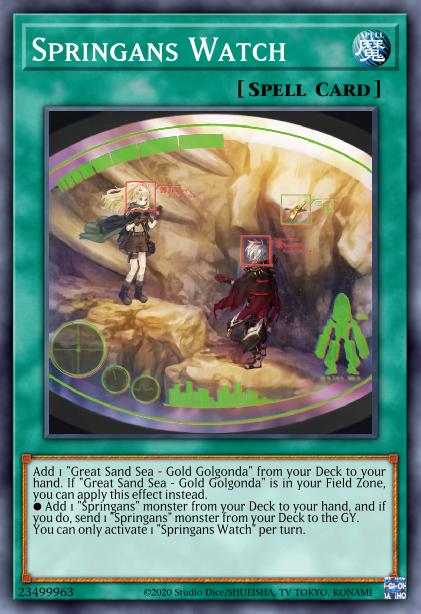 Springans Watch
SPELL
魔
[Spell Card]
Add 1 "Great Sand Sea - Gold Golgonda" from your Deck to your
hand. If "Great Sand Sea - Gold Golgonda" is in your Field Zone,
you can apply this effect instead.
● Add 1 "Springans" monster from your Deck to your hand, and if
you do, send 1 "Springans" monster from your Deck to the GY.
You can only activate 1 "Springans Watch" per turn.
23499963
©2020 Studio Dice/SHUEISHA, TV TOKYO, KONAMI